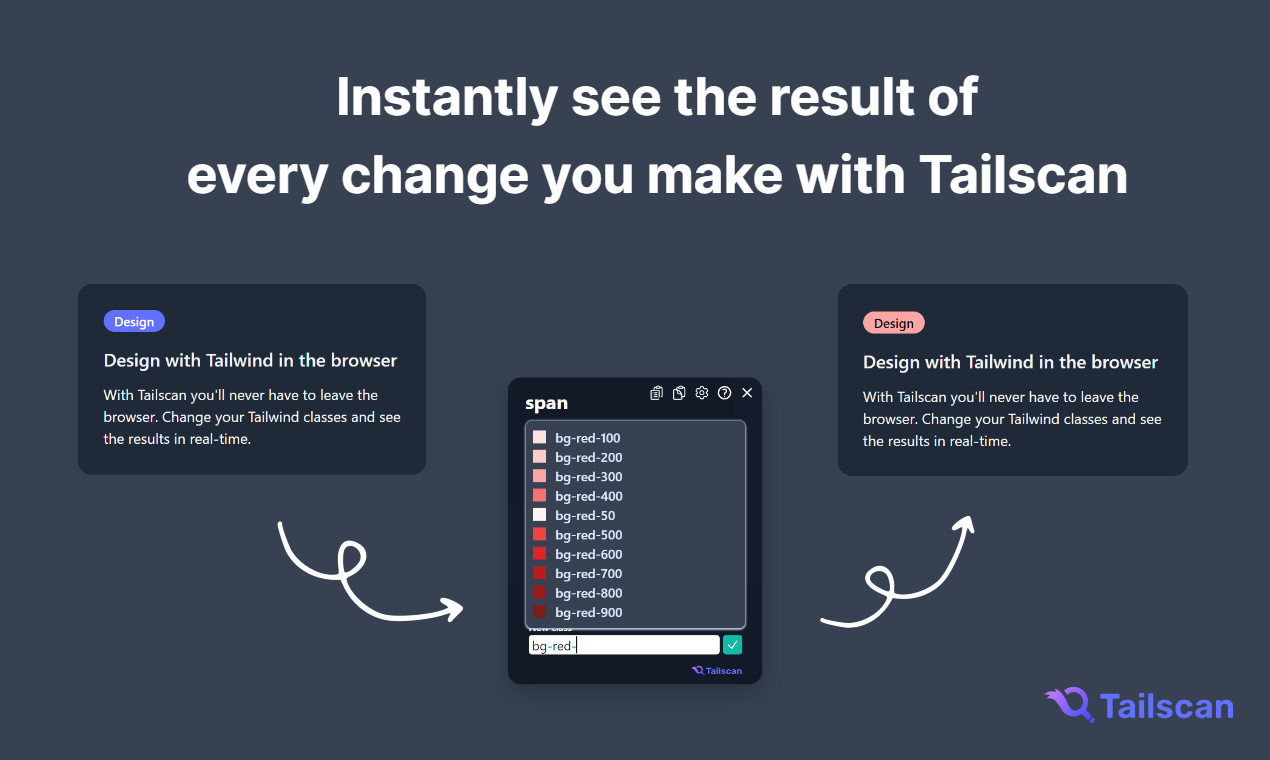 Instantly see the result of
every change you make with Tailscan
Design
Design with Tailwind in the browser
With Tailscan you'll never have to leave the
browser. Change your Tailwind classes and see
the results in real-time.
span
bg-red-100
bg-red-200
bg-red-300
bg-red-400
bg-red-50
bg-red-500
bg-red-600
bg-red-700
bg-red-800
bg-red-900
New class
bg-red-
Tailscan
Design
Design with Tailwind in the browser
With Tailscan you'll never have to leave the
browser. Change your Tailwind classes and see
the results in real-time.
Tailscan